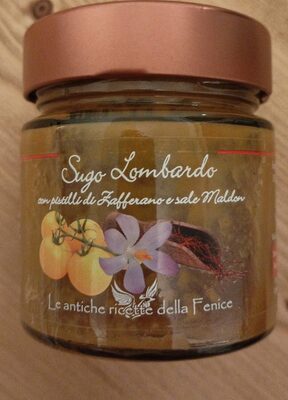 Sugo Lombardo
con pistilli di Zafferano e sale Maldon
Le antiche ricette della Fenice